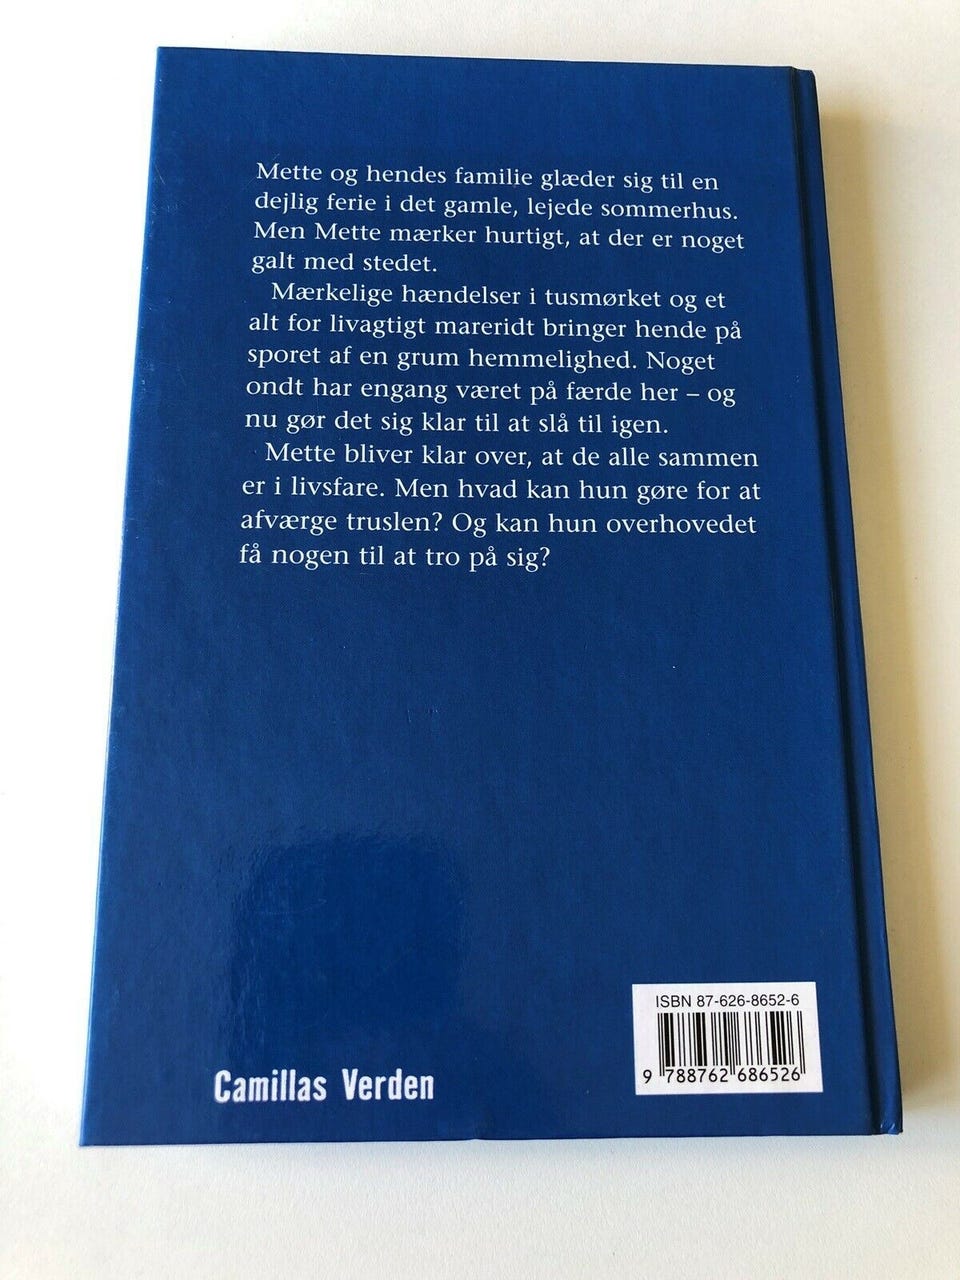 Mette og hendes familie glæder sig til en
dejlig ferie i det gamle, lejede sommerhus.
Men Mette mærker hurtigt, at der er noget
galt med stedet.
Mærkelige hændelser i tusmørket og et
alt for livagtigt mareridt bringer hende på
sporet af en grum hemmelighed. Noget
ondt har engang været på færde her – og
nu gør det sig klar til at slå til igen.
Mette bliver klar over, at de alle sammen
er i livsfare. Men hvad kan hun gøre for at
afværge truslen? Og kan hun overhovedet
få nogen til at tro på sig?
ISBN 87-626-8652-6
9 788762 686526
Camillas Verden